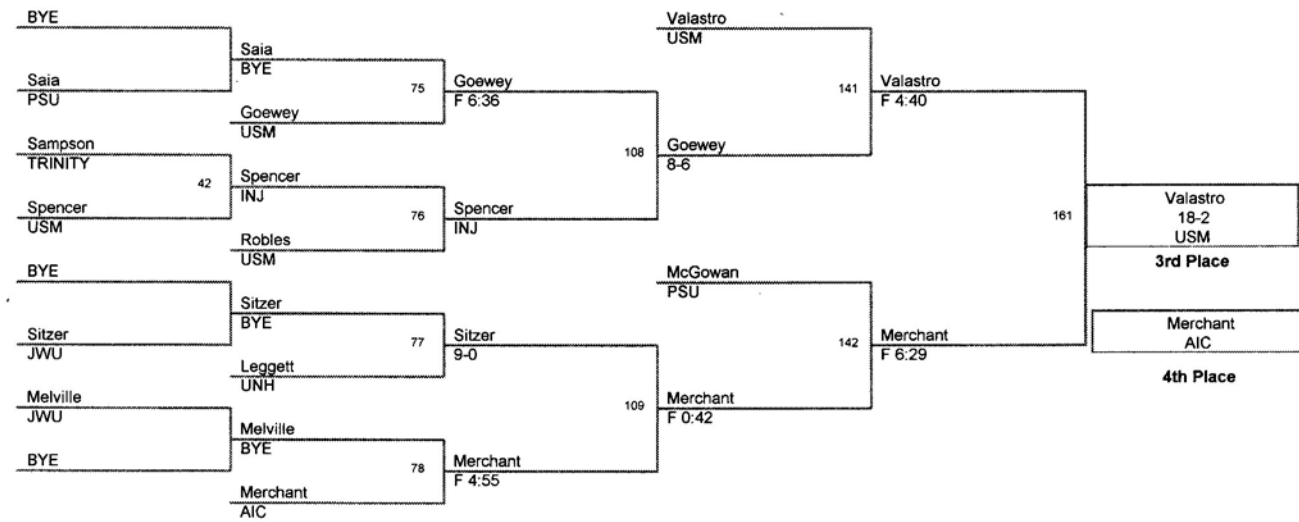 BYE
Saia
PSU
Sampson
TRINITY
42
Spencer
USM
BYE
Sitzer
JWU
Melville
JWU
BYE
Saia
BYE
75
Goewey
USM
Spencer
INJ
76
Robles
USM
Sitzer
BYE
77
Leggett
UNH
Melville
BYE
78
Merchant
AIC
Goewey
F 6:36
108
Spencer
INJ
Sitzer
9-0
109
Merchant
F 4:55
Valastro
USM
141
Goewey
8-6
McGowan
PSU
142
Merchant
F 0:42
Valastro
F 4:40
161
Merchant
F 6:29
Valastro
18-2
USM
3rd Place
Merchant
AIC
4th Place